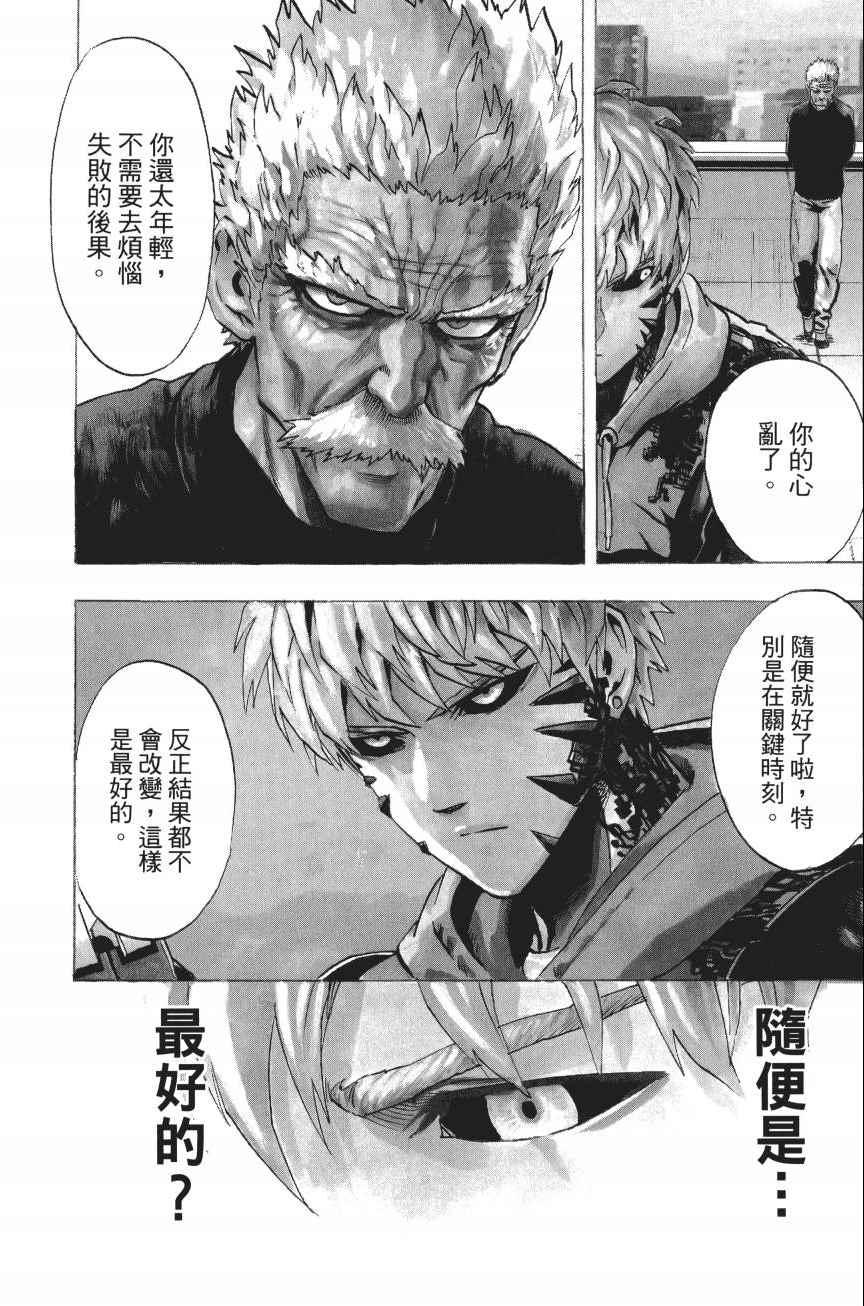 你的心
亂了。
你還太年輕，
不需要去煩惱
失敗的後果。
隨便就好了啦，特
別是在關鍵時刻。
反正結果都不
會改變，這樣
是最好的。
隨便是…
最好的？